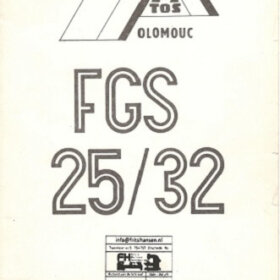 TOS
OLOMOUC
FGS
25/32
info@fritshansen.nl